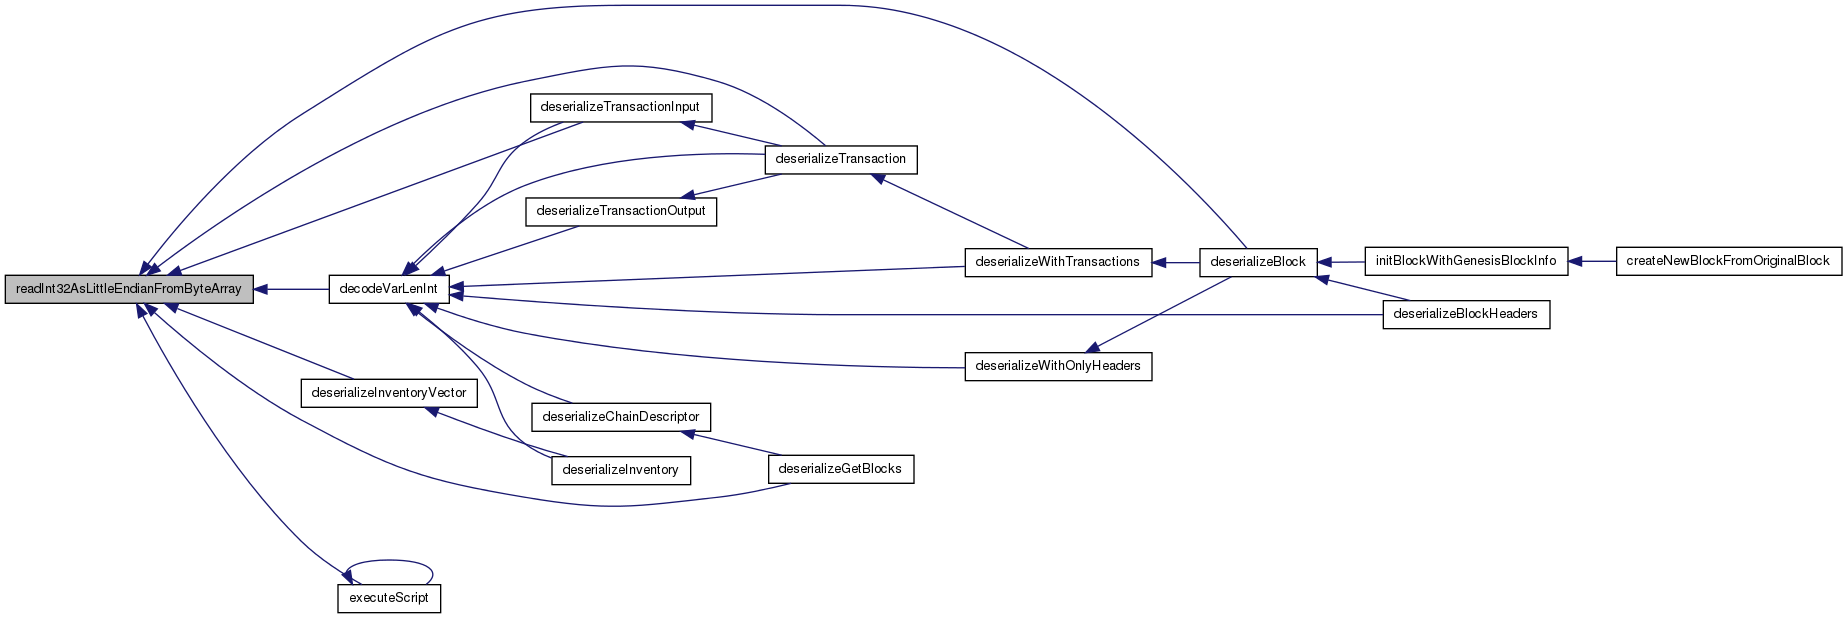 deserializeTransactionInput
deserializeTransaction
deserializeTransactionOutput
deserializeWithTransactions
deserializeBlock
initBlockWithGenesisBlockInfo
createNewBlockFromOriginalBlock
readInt32AsLittleEndianFromByteArray
decodeVarLenInt
deserializeBlockHeaders
deserializeWithOnlyHeaders
deserializeInventoryVector
deserializeChainDescriptor
deserializeInventory
deserializeGetBlocks
executeScript